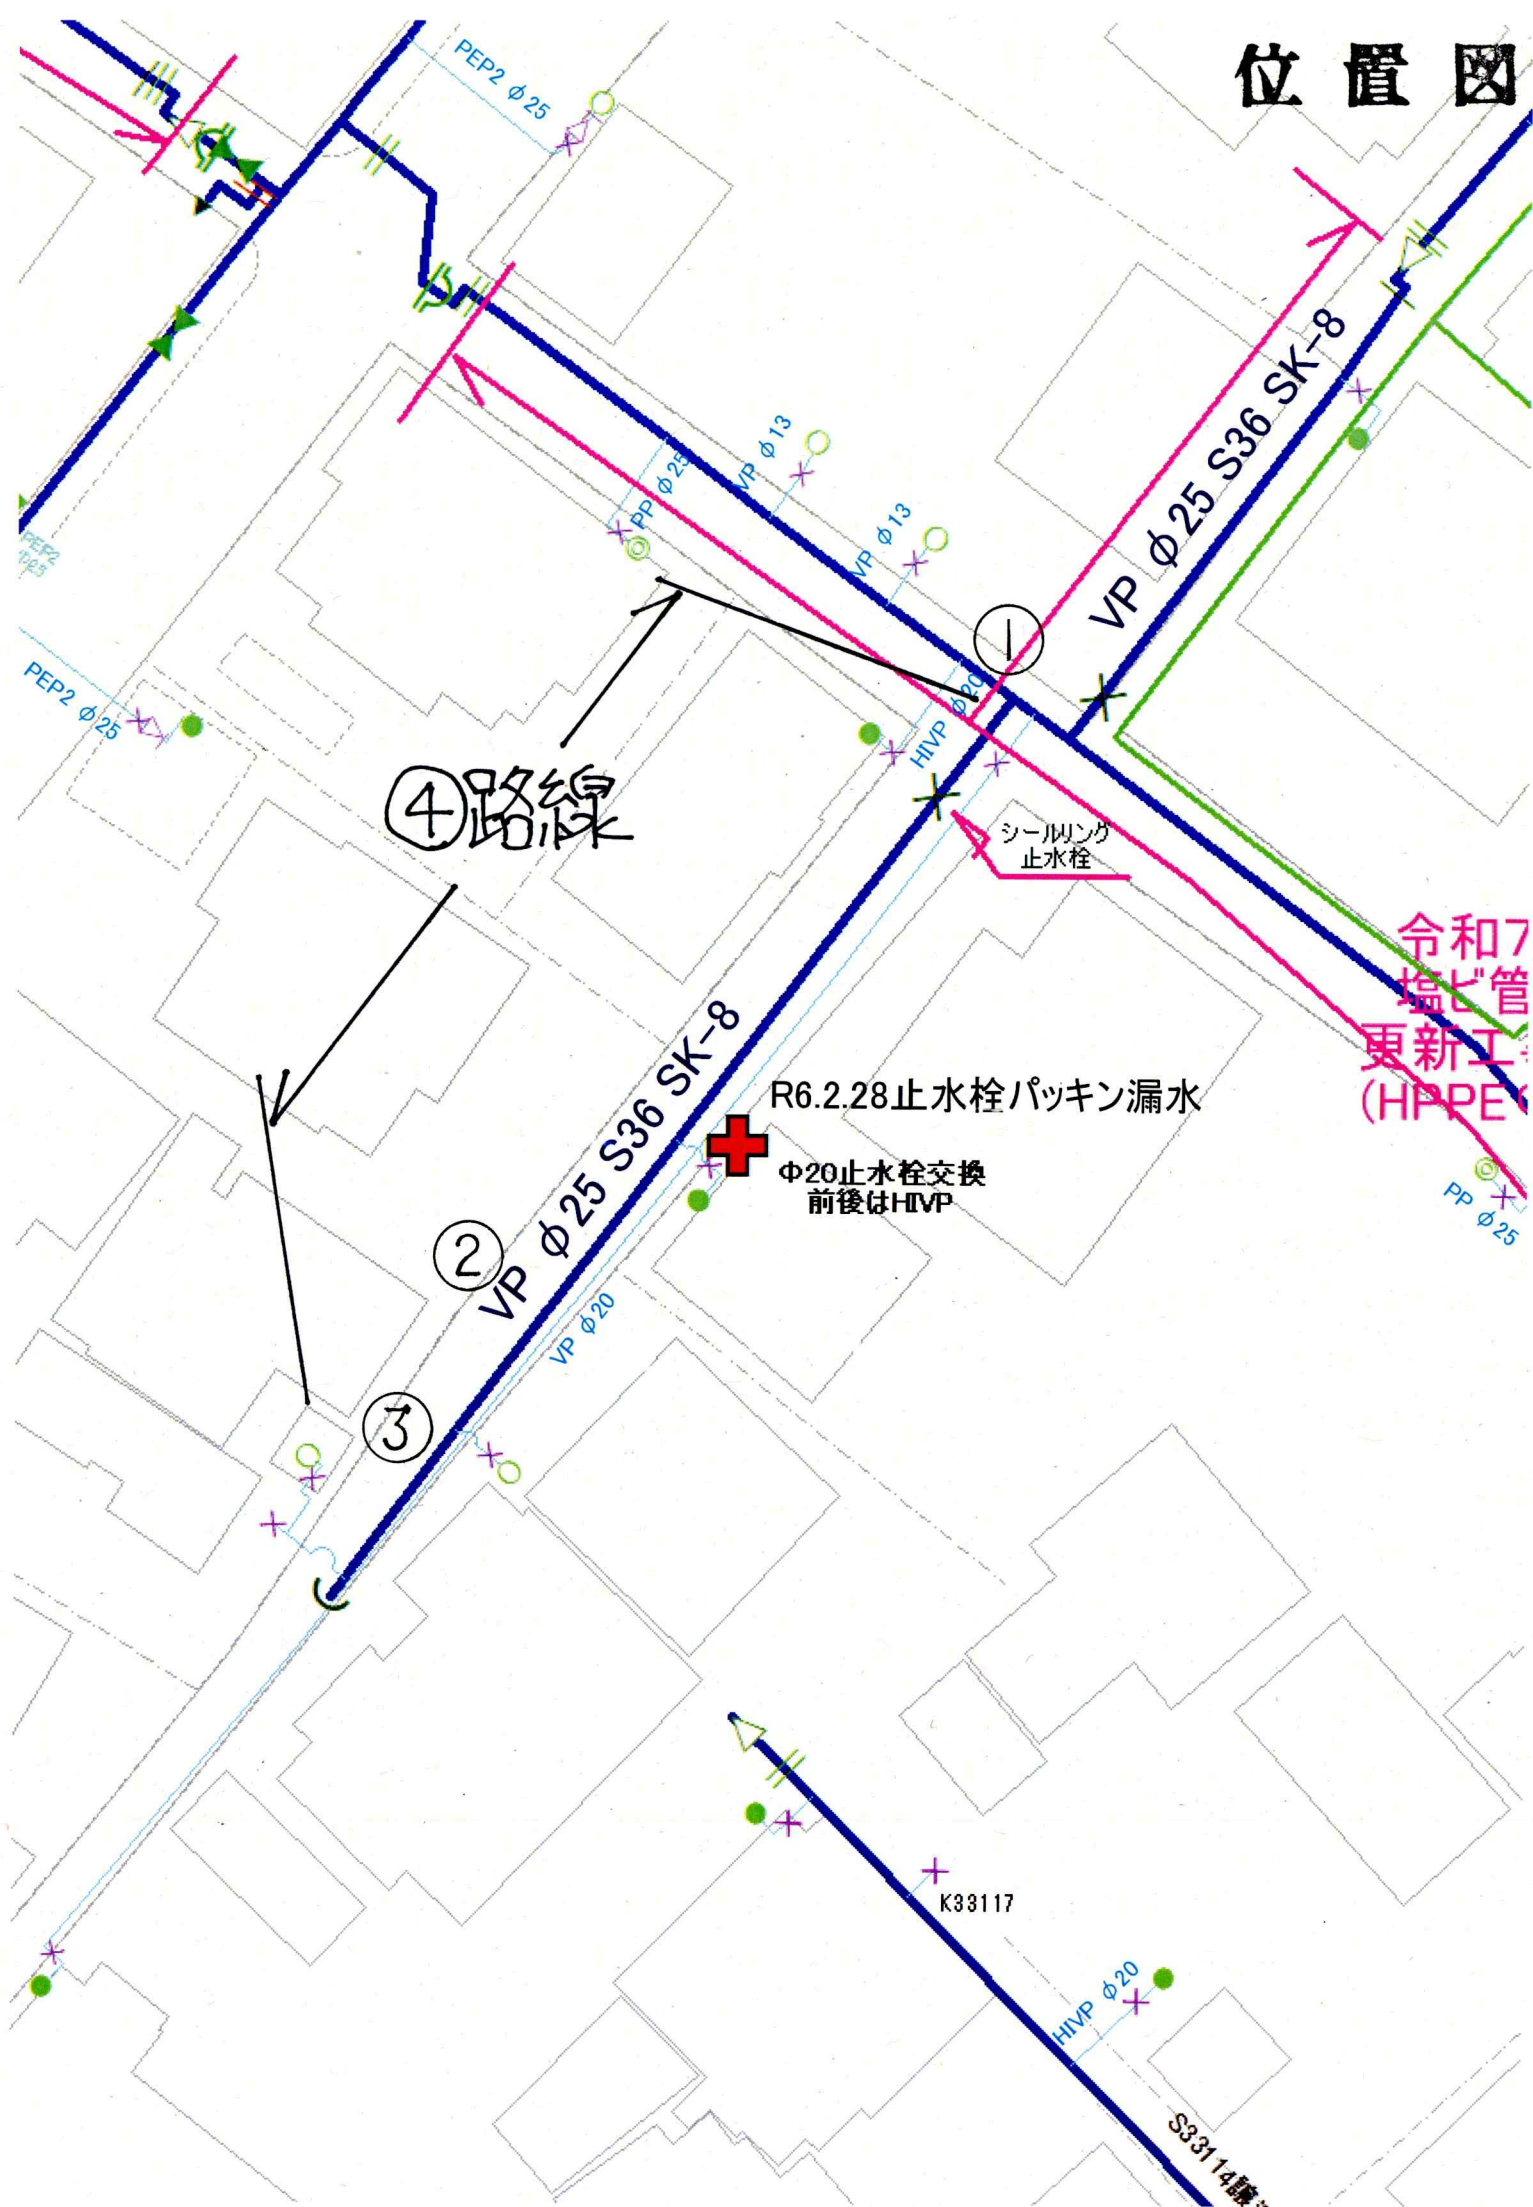 位置図
PEP2 φ25
VP φ13
PP φ25
VP φ13
VP φ25 S36 SK-8
PEP2
φ25
①
PEP2 φ25
HIVP φ20
④路線
シールリング
止水栓
令和7
塩ビ管
更新工
(HPPE
VP φ25 S36 SK-8
R6.2.28止水栓パッキン漏水
Φ20止水栓交換
前後はHIVP
PP φ25
②
VP φ20
③
K33117
HIVP φ20
S33114